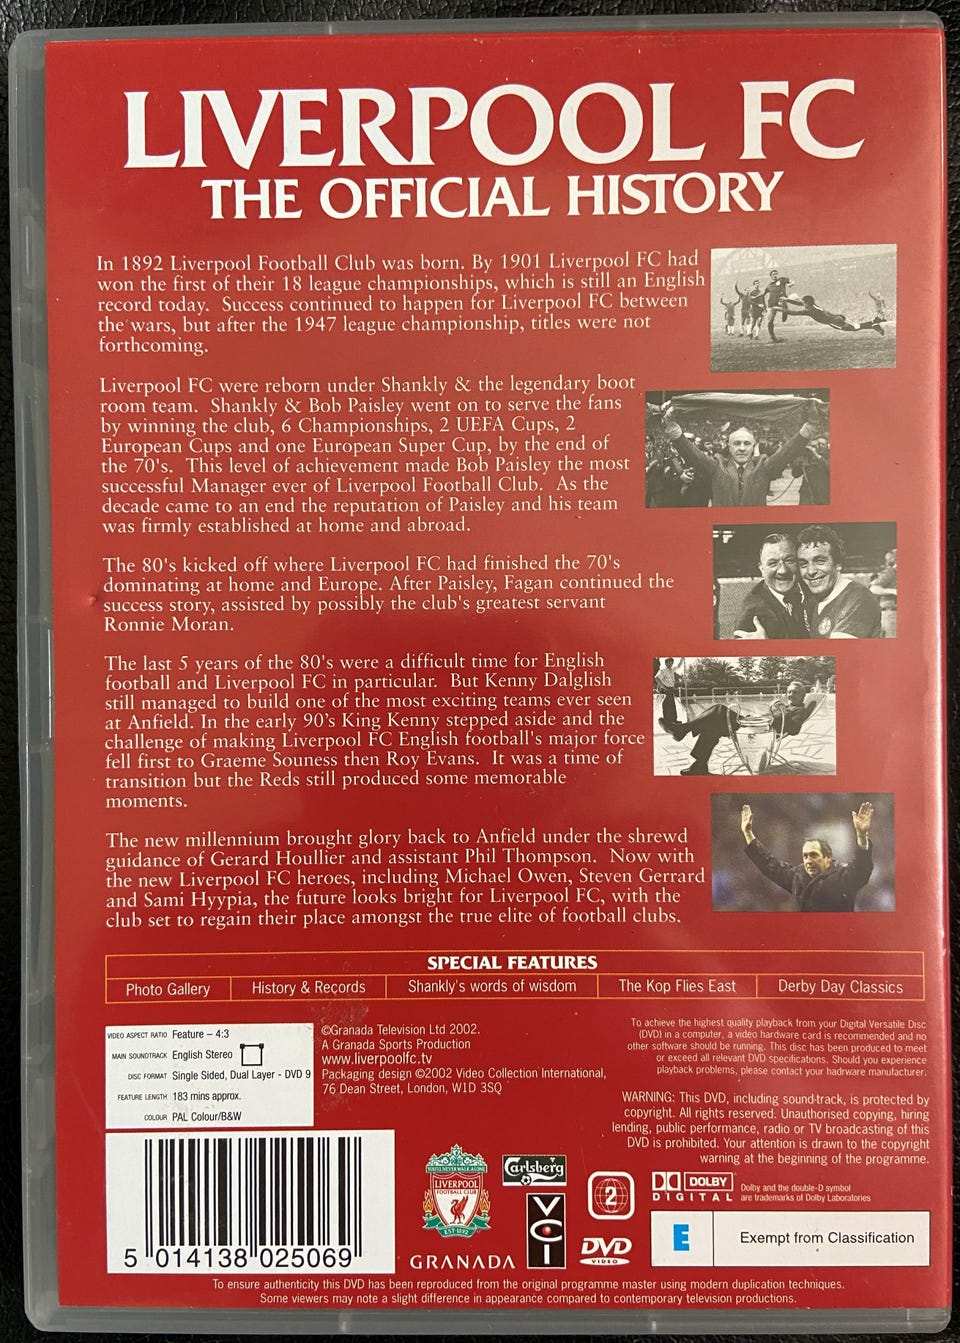 LIVERPOOL FC
THE OFFICIAL HISTORY
In 1892 Liverpool Football Club was born. By 1901 Liverpool FC had
won the first of their 18 league championships, which is still an English
record today. Success continued to happen for Liverpool FC between
the wars, but after the 1947 league championship, titles were not
forthcoming.
Liverpool FC were reborn under Shankly & the legendary boot
room team. Shankly & Bob Paisley went on to serve the fans
by winning the club, 6 Championships, 2 UEFA Cups, 2
European Cups and one European Super Cup, by the end of
the 70's. This level of achievement made Bob Paisley the most
successful Manager ever of Liverpool Football Club. As the
decade came to an end the reputation of Paisley and his team
was firmly established at home and abroad.
The 80's kicked off where Liverpool FC had finished the 70's
dominating at home and Europe. After Paisley, Fagan continued the
success story, assisted by possibly the club's greatest servant
Ronnie Moran.
The last 5 years of the 80's were a difficult time for English
football and Liverpool FC in particular. But Kenny Dalglish
still managed to build one of the most exciting teams ever seen
at Anfield. In the early 90's King Kenny stepped aside and the
challenge of making Liverpool FC English football's major force
fell first to Graeme Souness then Roy Evans. It was a time of
transition but the Reds still produced some memorable
moments.
The new millennium brought glory back to Anfield under the shrewd
guidance of Gerard Houllier and assistant Phil Thompson. Now with
the new Liverpool FC heroes, including Michael Owen, Steven Gerrard
and Sami Hyypia, the future looks bright for Liverpool FC, with the
club set to regain their place amongst the true elite of football clubs.
SPECIAL FEATURES
Photo Gallery
History & Records
Shankly's words of wisdom
The Kop Flies East
Derby Day Classics
VIDEO ASPECT RATIO Feature – 4:3
MAIN SOUNDTRACK English Stereo
DISC FORMAT Single Sided, Dual Layer - DVD 9
FEATURE LENGTH 183 mins approx.
COLOUR PAL Colour/B&W
©Granada Television Ltd 2002.
A Granada Sports Production
www.liverpoolfc.tv
Packaging design ©2002 Video Collection International,
76 Dean Street, London, W1D 3SQ
To achieve the highest quality playback from your Digital Versatile Disc
(DVD) in a computer, a video hardware card is recommended and no
other software should be running. This disc has been produced to meet
or exceed all relevant DVD specifications. Should you experience
playback problems, please contact your hadrware manufacturer.
WARNING: This DVD, including sound-track, is protected by
copyright. All rights reserved. Unauthorised copying, hiring
lending, public performance, radio or TV broadcasting of this
DVD is prohibited. Your attention is drawn to the copyright
warning at the beginning of the programme.
5 014138 025069
YOU'LL NEVER WALK ALONE
LIVERPOOL
FOOTBALL CLUB
EST·1892
GRANADA
Carlsberg
VCI
2
DVD
VIDEO
DOLBY
DIGITAL
Dolby and the double-D symbol
are trademarks of Dolby Laboratories
E
Exempt from Classification
To ensure authenticity this DVD has been reproduced from the original programme master using modern duplication techniques.
Some viewers may note a slight difference in appearance compared to contemporary television productions.